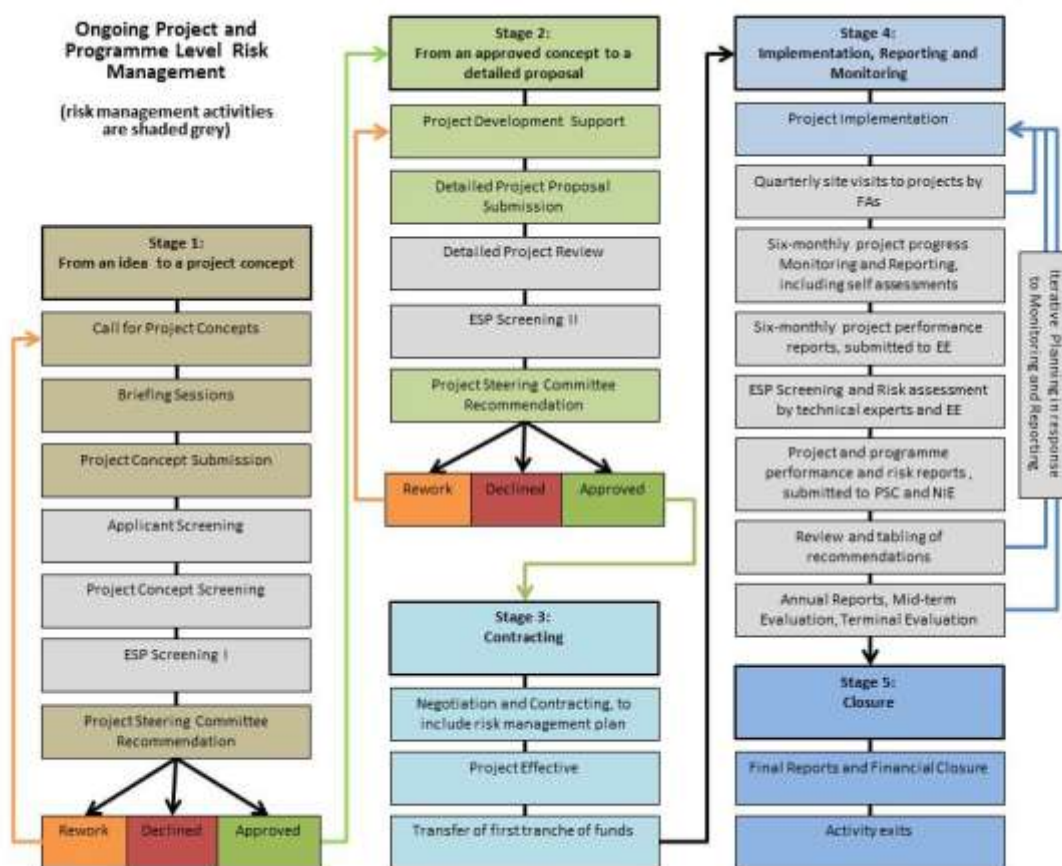 Ongoing Project and
Programme Level Risk
Management
(risk management activities
are shaded grey)
Stage 1:
From an idea to a project concept
Call for Project Concepts
Briefing Sessions
Project Concept Submission
Applicant Screening
Project Concept Screening
ESP Screening I
Project Steering Committee
Recommendation
Rework
Declined
Approved
Stage 2:
From an approved concept to a
detailed proposal
Project Development Support
Detailed Project Proposal
Submission
Detailed Project Review
ESP Screening II
Project Steering Committee
Recommendation
Rework
Declined
Approved
Stage 3:
Contracting
Negotiation and Contracting, to
include risk management plan
Project Effective
Transfer of first tranche of funds
Stage 4:
Implementation, Reporting and
Monitoring
Project Implementation
Quarterly site visits to projects by
FAs
Six-monthly project progress
Monitoring and Reporting,
including self assessments
Six-monthly project performance
reports, submitted to EE
ESP Screening and Risk assessment
by technical experts and EE
Project and programme
performance and risk reports ,
submitted to PSC and NIE
Review and tabling of
recommendations
Annual Reports, Mid-term
Evaluation, Terminal Evaluation
Iterative Planning in response
to Monitoring and Reporting
Stage 5:
Closure
Final Reports and Financial Closure
Activity exits